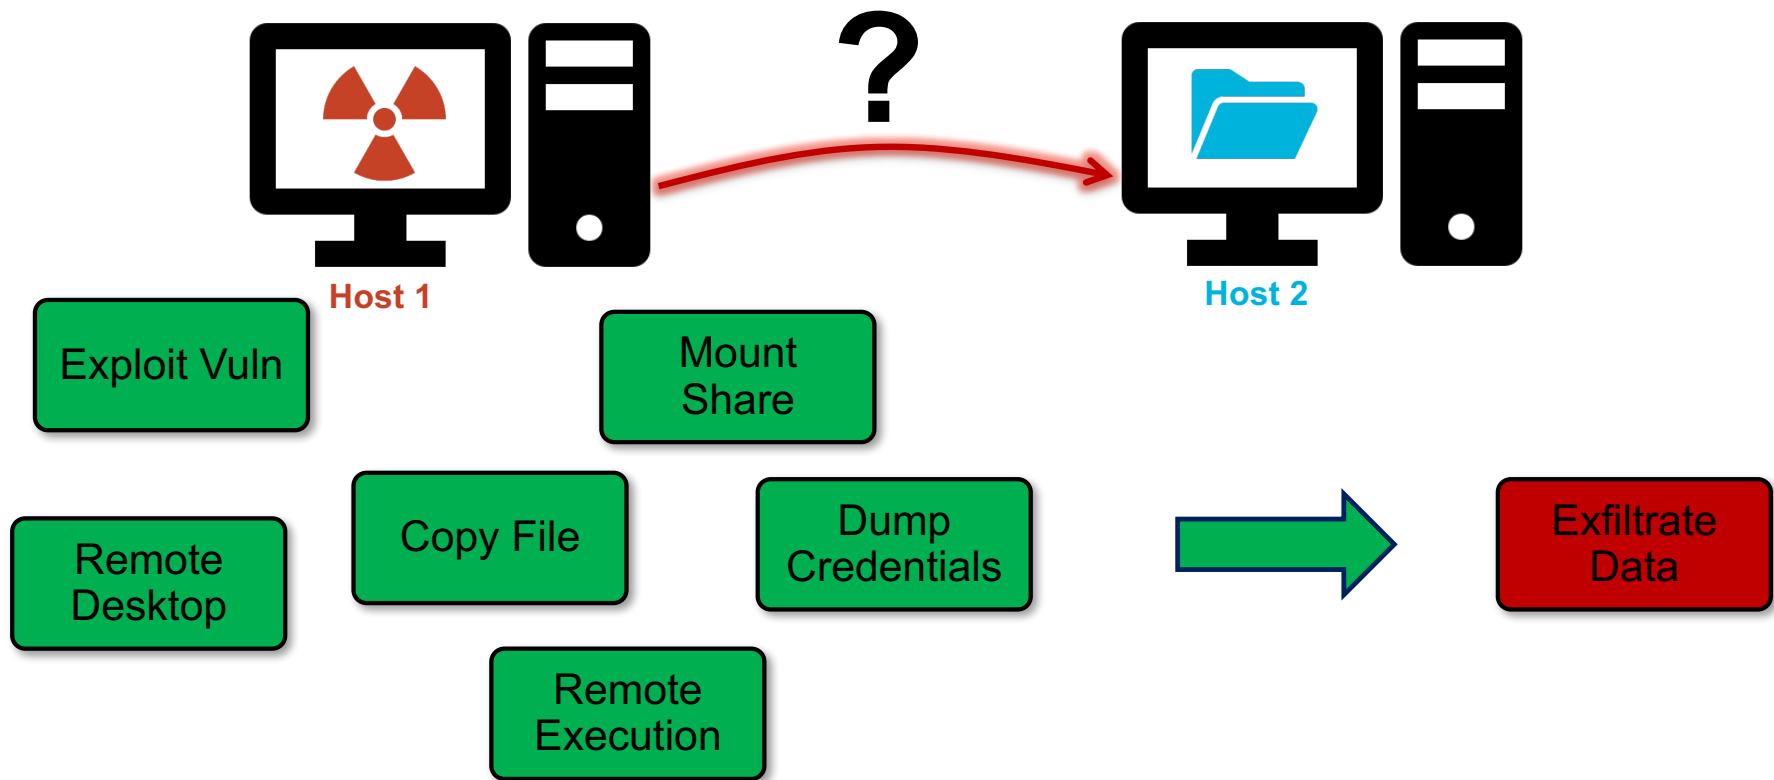 ?
Host 1
Host 2
Exploit Vuln
Mount
Share
Copy File
Dump
Credentials
Exfiltrate
Data
Remote
Desktop
Remote
Execution